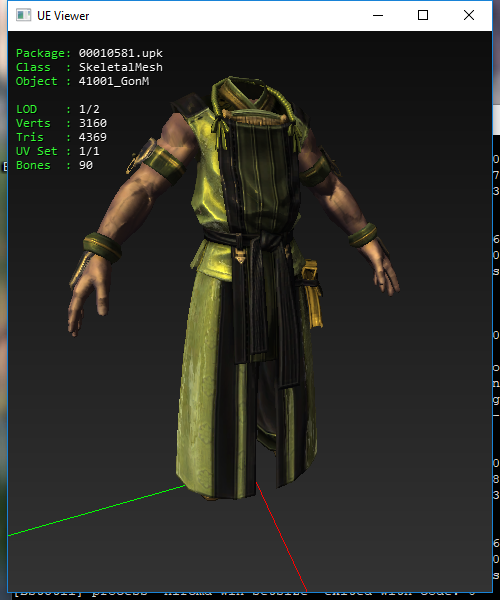 UE Viewer
Package: 00010581.upk
Class  : SkeletalMesh
Object : 41001_GonM
LOD    : 1/2
Verts  : 3160
Tris   : 4369
UV Set : 1/1
Bones  : 90